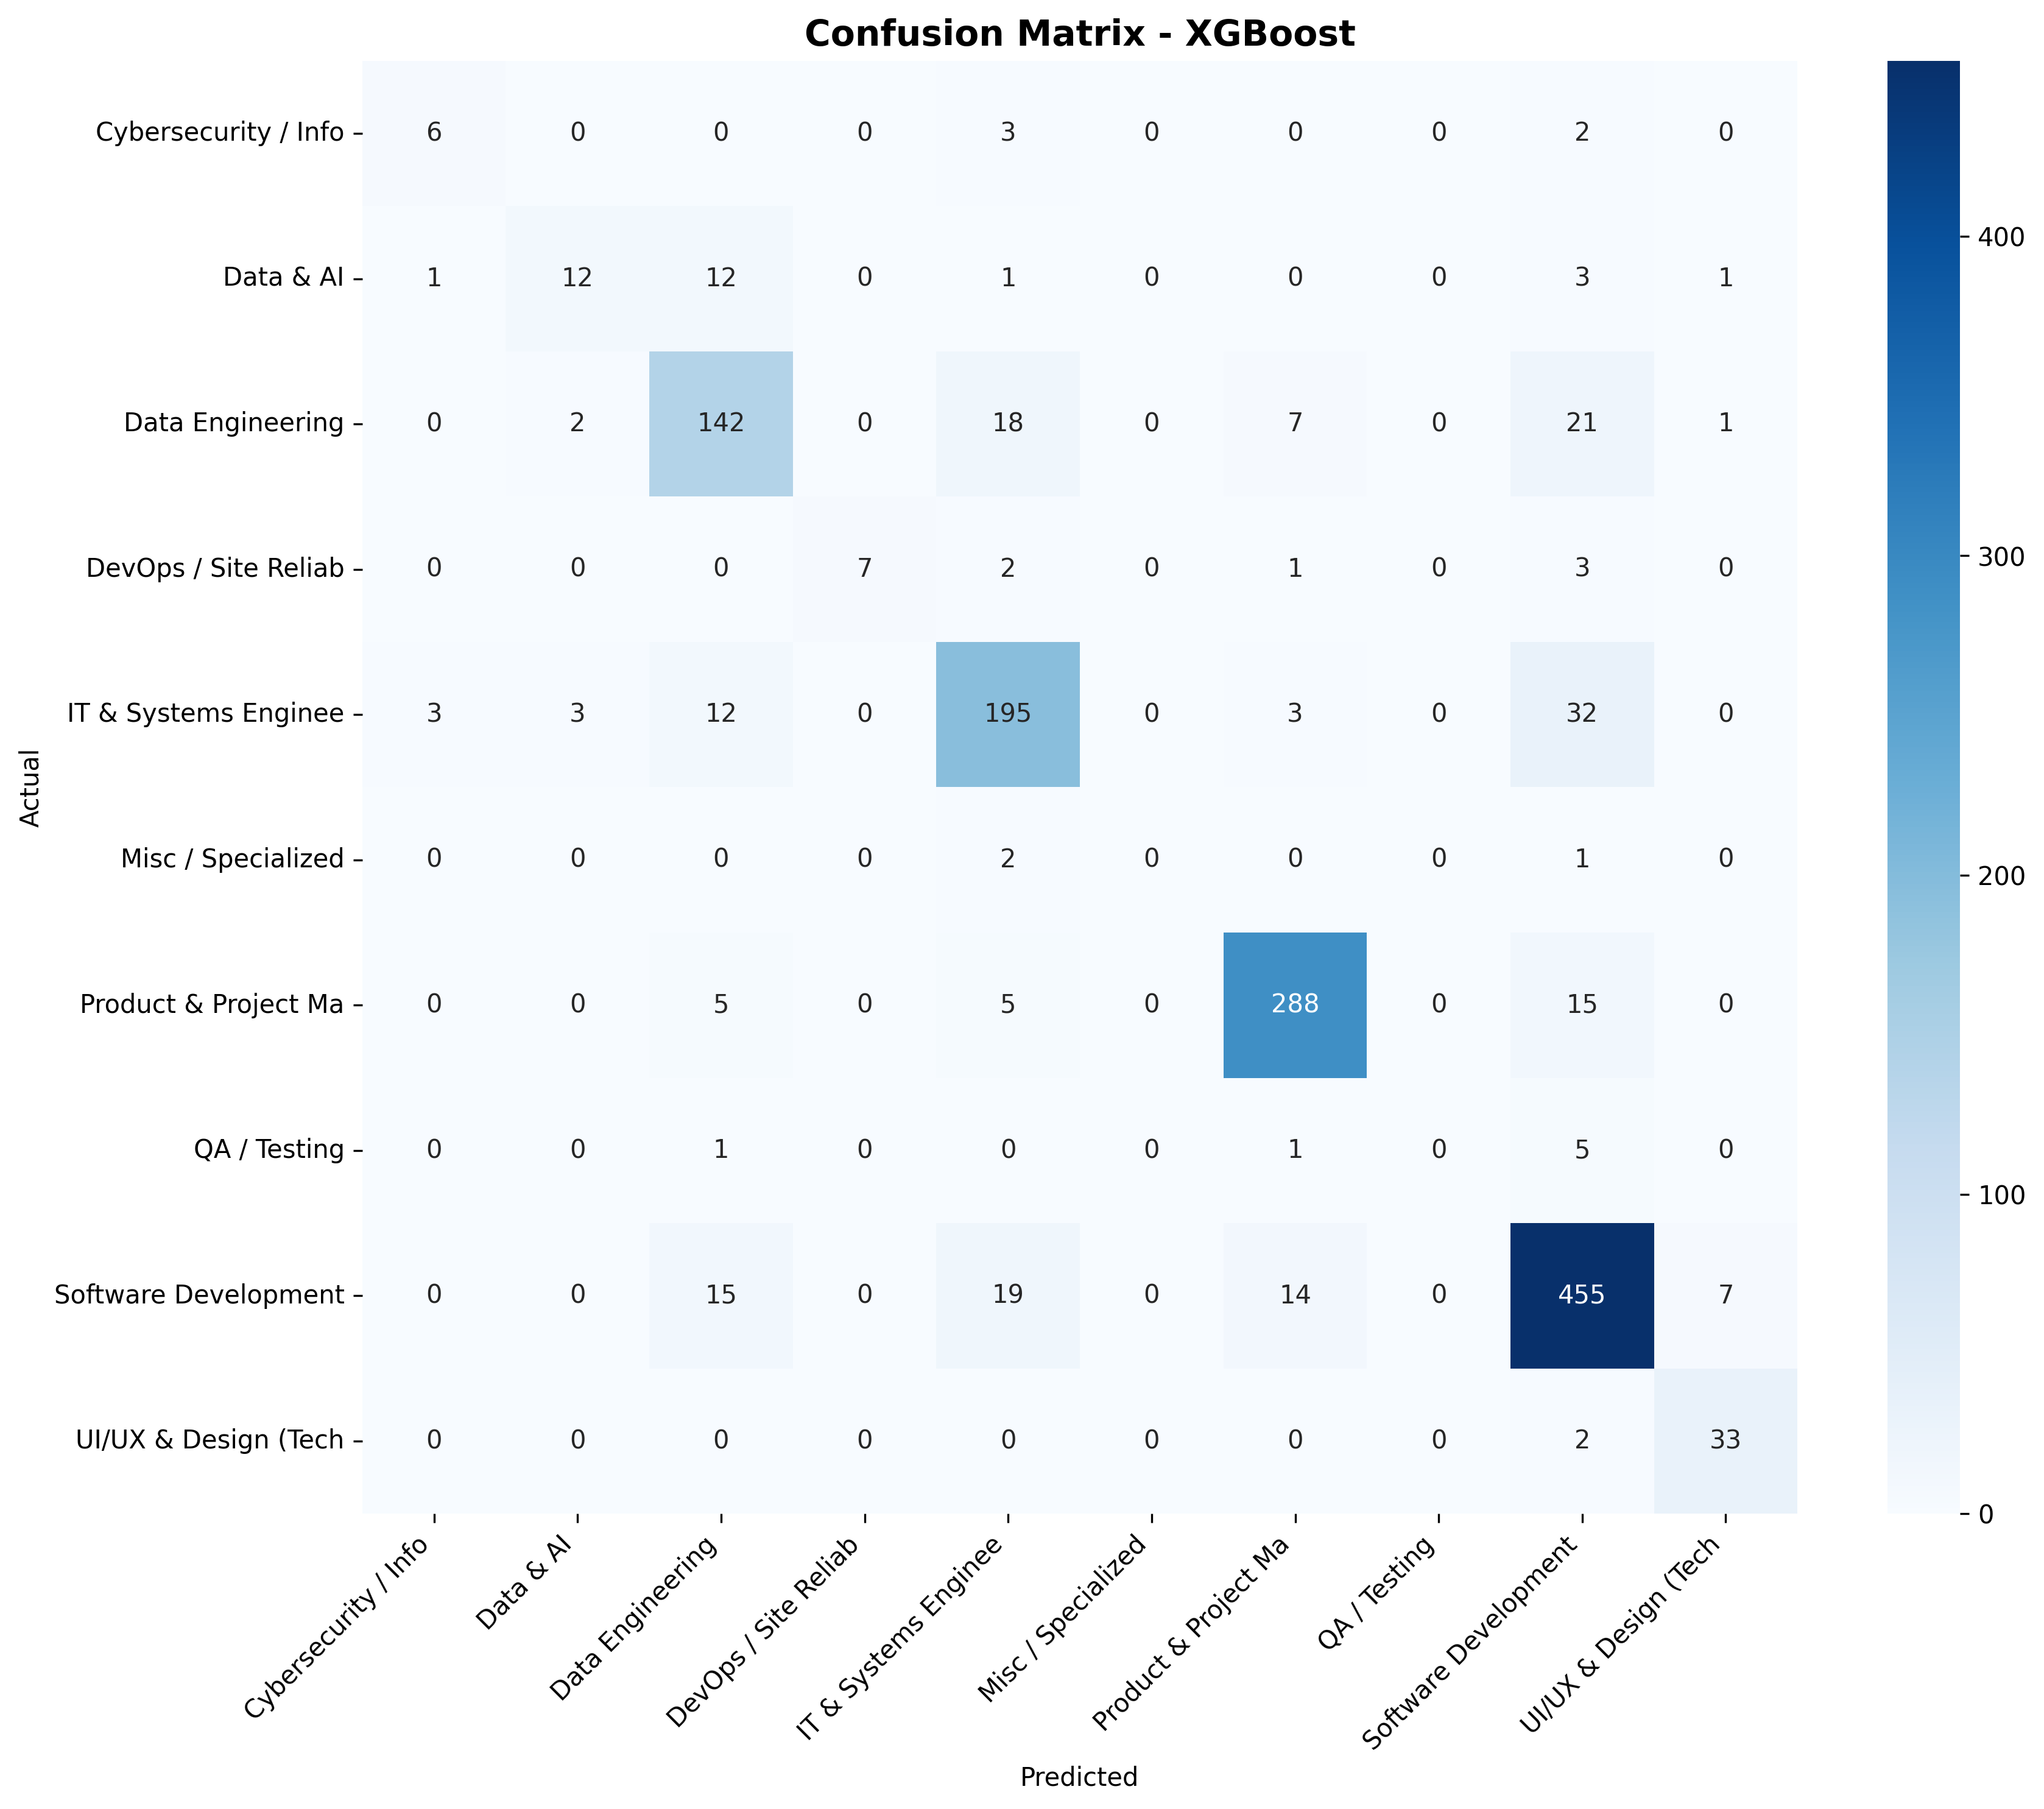 Confusion Matrix - XGBoost
Actual
Cybersecurity / Info 6 0 0 0 3 0 0 0 2 0
Data & AI 1 12 12 0 1 0 0 0 3 1
Data Engineering 0 2 142 0 18 0 7 0 21 1
DevOps / Site Reliab 0 0 0 7 2 0 1 0 3 0
IT & Systems Enginee 3 3 12 0 195 0 3 0 32 0
Misc / Specialized 0 0 0 0 2 0 0 0 1 0
Product & Project Ma 0 0 5 0 5 0 288 0 15 0
QA / Testing 0 0 1 0 0 0 1 0 5 0
Software Development 0 0 15 0 19 0 14 0 455 7
UI/UX & Design (Tech 0 0 0 0 0 0 0 0 2 33
Cybersecurity / Info
Data & AI
Data Engineering
DevOps / Site Reliab
IT & Systems Enginee
Misc / Specialized
Product & Project Ma
QA / Testing
Software Development
UI/UX & Design (Tech
Predicted
400
300
200
100
0